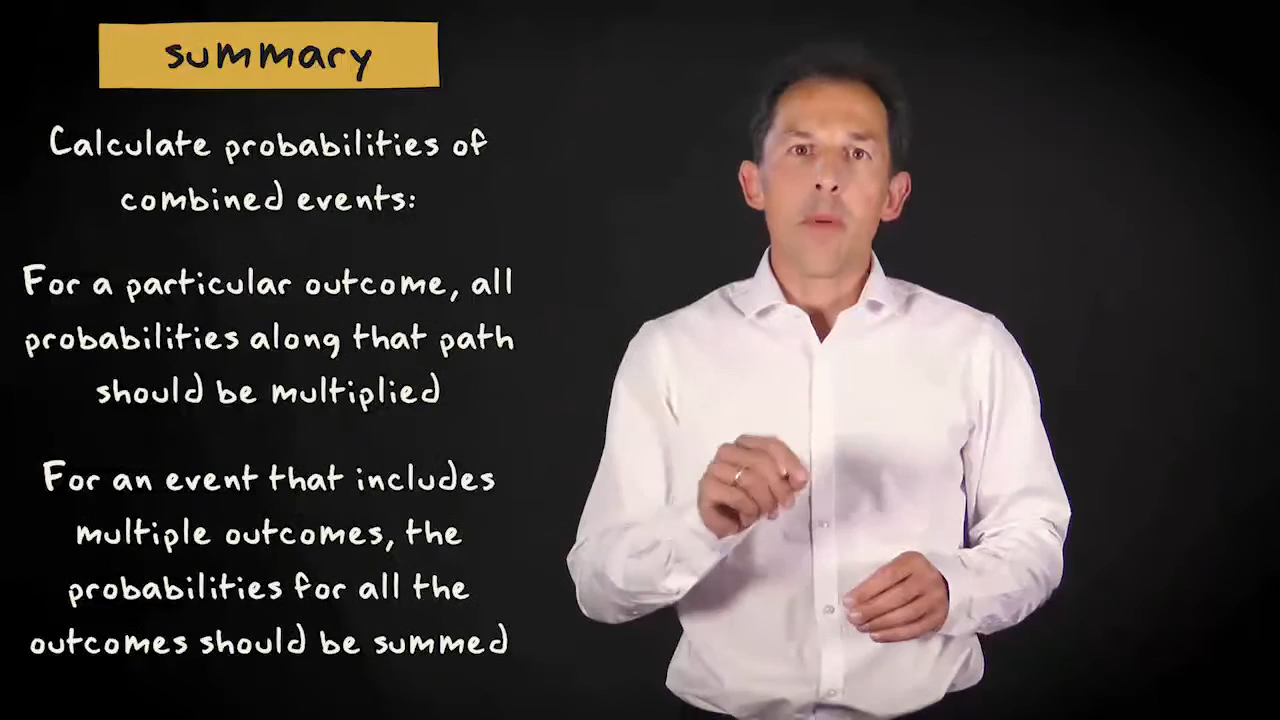 summary
Calculate probabilities of
combined events:
For a particular outcome, all
probabilities along that path
should be multiplied
For an event that includes
multiple outcomes, the
probabilities for all the
outcomes should be summed